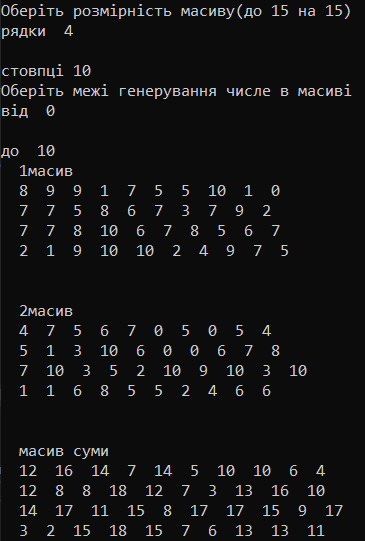 Оберіть розмірність масиву(до 15 на 15)
рядки  4
стовпці 10
Оберіть межі генерування числе в масиві
від  0
до  10
1масив
8  9  9  1  7  5  5  10  1  0
7  7  5  8  6  7  3  7  9  2
7  7  8  10  6  7  8  5  6  7
2  1  9  10  10  2  4  9  7  5
2масив
4  7  5  6  7  0  5  0  5  4
5  1  3  10  6  0  0  6  7  8
7  10  3  5  2  10  9  10  3  10
1  1  6  8  5  5  2  4  6  6
масив суми
12  16  14  7  14  5  10  10  6  4
12  8  8  18  12  7  3  13  16  10
14  17  11  15  8  17  17  15  9  17
3  2  15  18  15  7  6  13  13  11